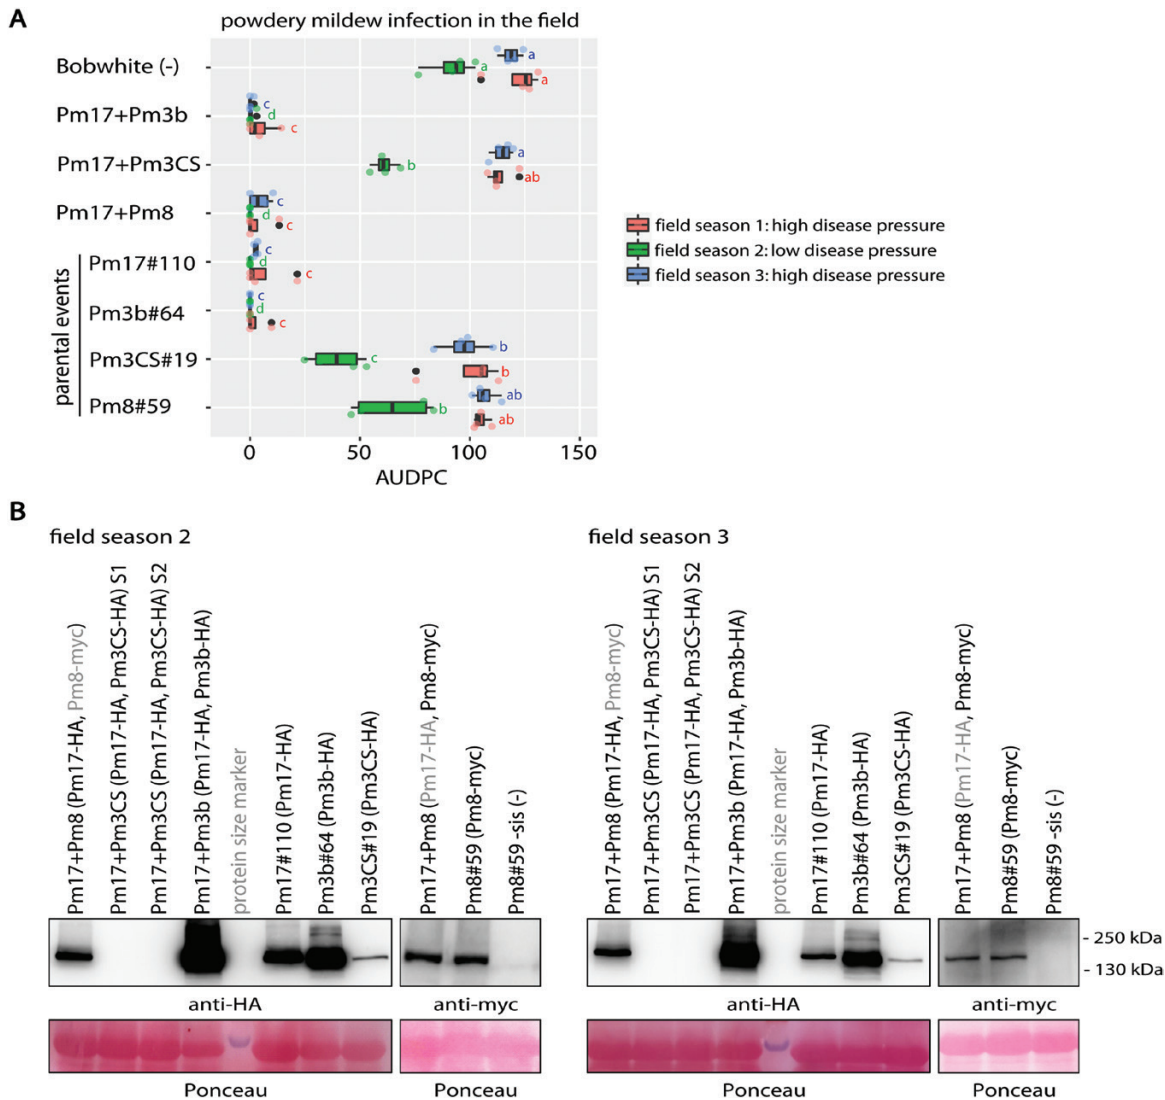 A
powdery mildew infection in the field
Bobwhite (-)
a
a
a
Pm17+Pm3b
c
d
c
Pm17+Pm3CS
a
b
ab
Pm17+Pm8
c
d
c
parental events
Pm17#110
c
d
c
Pm3b#64
c
d
c
Pm3CS#19
b
c
b
Pm8#59
ab
b
ab
0 50 100 150
AUDPC
field season 1: high disease pressure
field season 2: low disease pressure
field season 3: high disease pressure
B
field season 2
Pm17+Pm8 (Pm17-HA, Pm8-myc)
Pm17+Pm3CS (Pm17-HA, Pm3CS-HA) S1
Pm17+Pm3CS (Pm17-HA, Pm3CS-HA) S2
Pm17+Pm3b (Pm17-HA, Pm3b-HA)
protein size marker
Pm17#110 (Pm17-HA)
Pm3b#64 (Pm3b-HA)
Pm3CS#19 (Pm3CS-HA)
Pm17+Pm8 (Pm17-HA, Pm8-myc)
Pm8#59 (Pm8-myc)
Pm8#59 -sis (-)
anti-HA
anti-myc
Ponceau
Ponceau
field season 3
Pm17+Pm8 (Pm17-HA, Pm8-myc)
Pm17+Pm3CS (Pm17-HA, Pm3CS-HA) S1
Pm17+Pm3CS (Pm17-HA, Pm3CS-HA) S2
Pm17+Pm3b (Pm17-HA, Pm3b-HA)
protein size marker
Pm17#110 (Pm17-HA)
Pm3b#64 (Pm3b-HA)
Pm3CS#19 (Pm3CS-HA)
Pm17+Pm8 (Pm17-HA, Pm8-myc)
Pm8#59 (Pm8-myc)
Pm8#59 -sis (-)
- 250 kDa
- 130 kDa
anti-HA
anti-myc
Ponceau
Ponceau